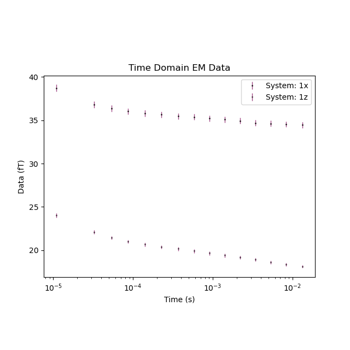 Time Domain EM Data
System: 1x
System: 1z
Data (fT)
40
35
30
25
20
10⁻⁵ 10⁻⁴ 10⁻³ 10⁻²
Time (s)